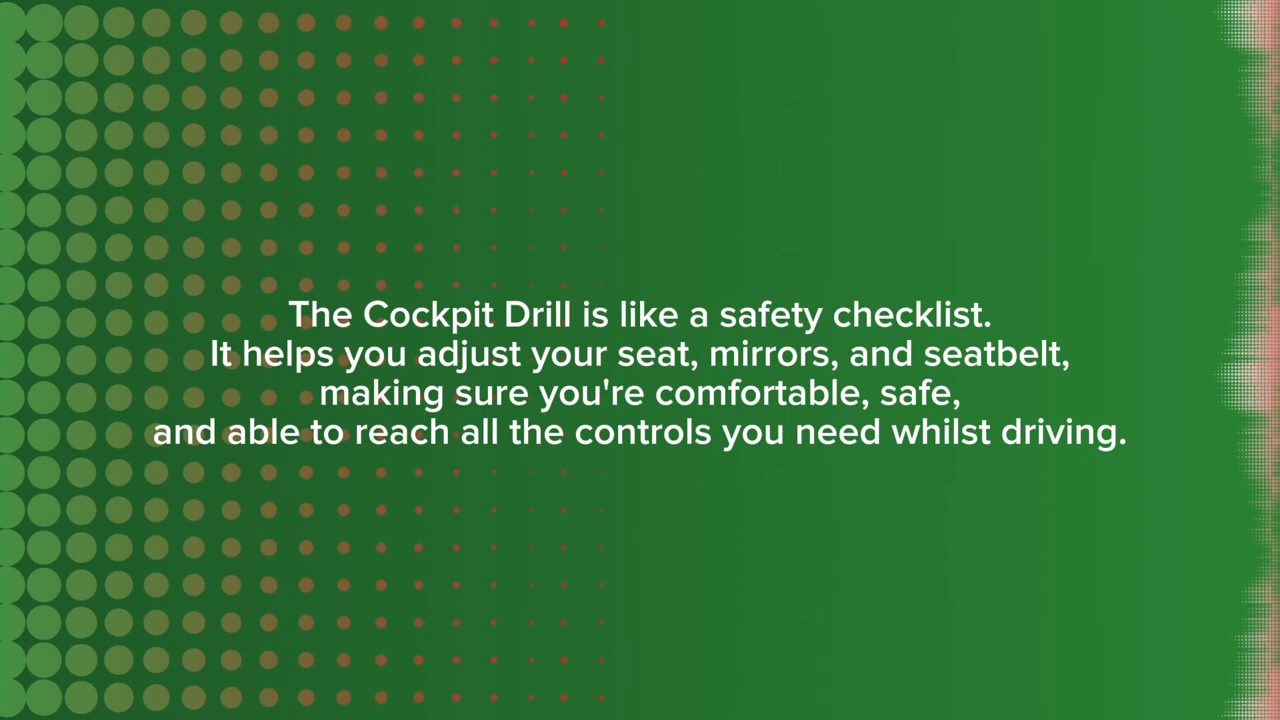 The Cockpit Drill is like a safety checklist.
It helps you adjust your seat, mirrors, and seatbelt,
making sure you're comfortable, safe,
and able to reach all the controls you need whilst driving.